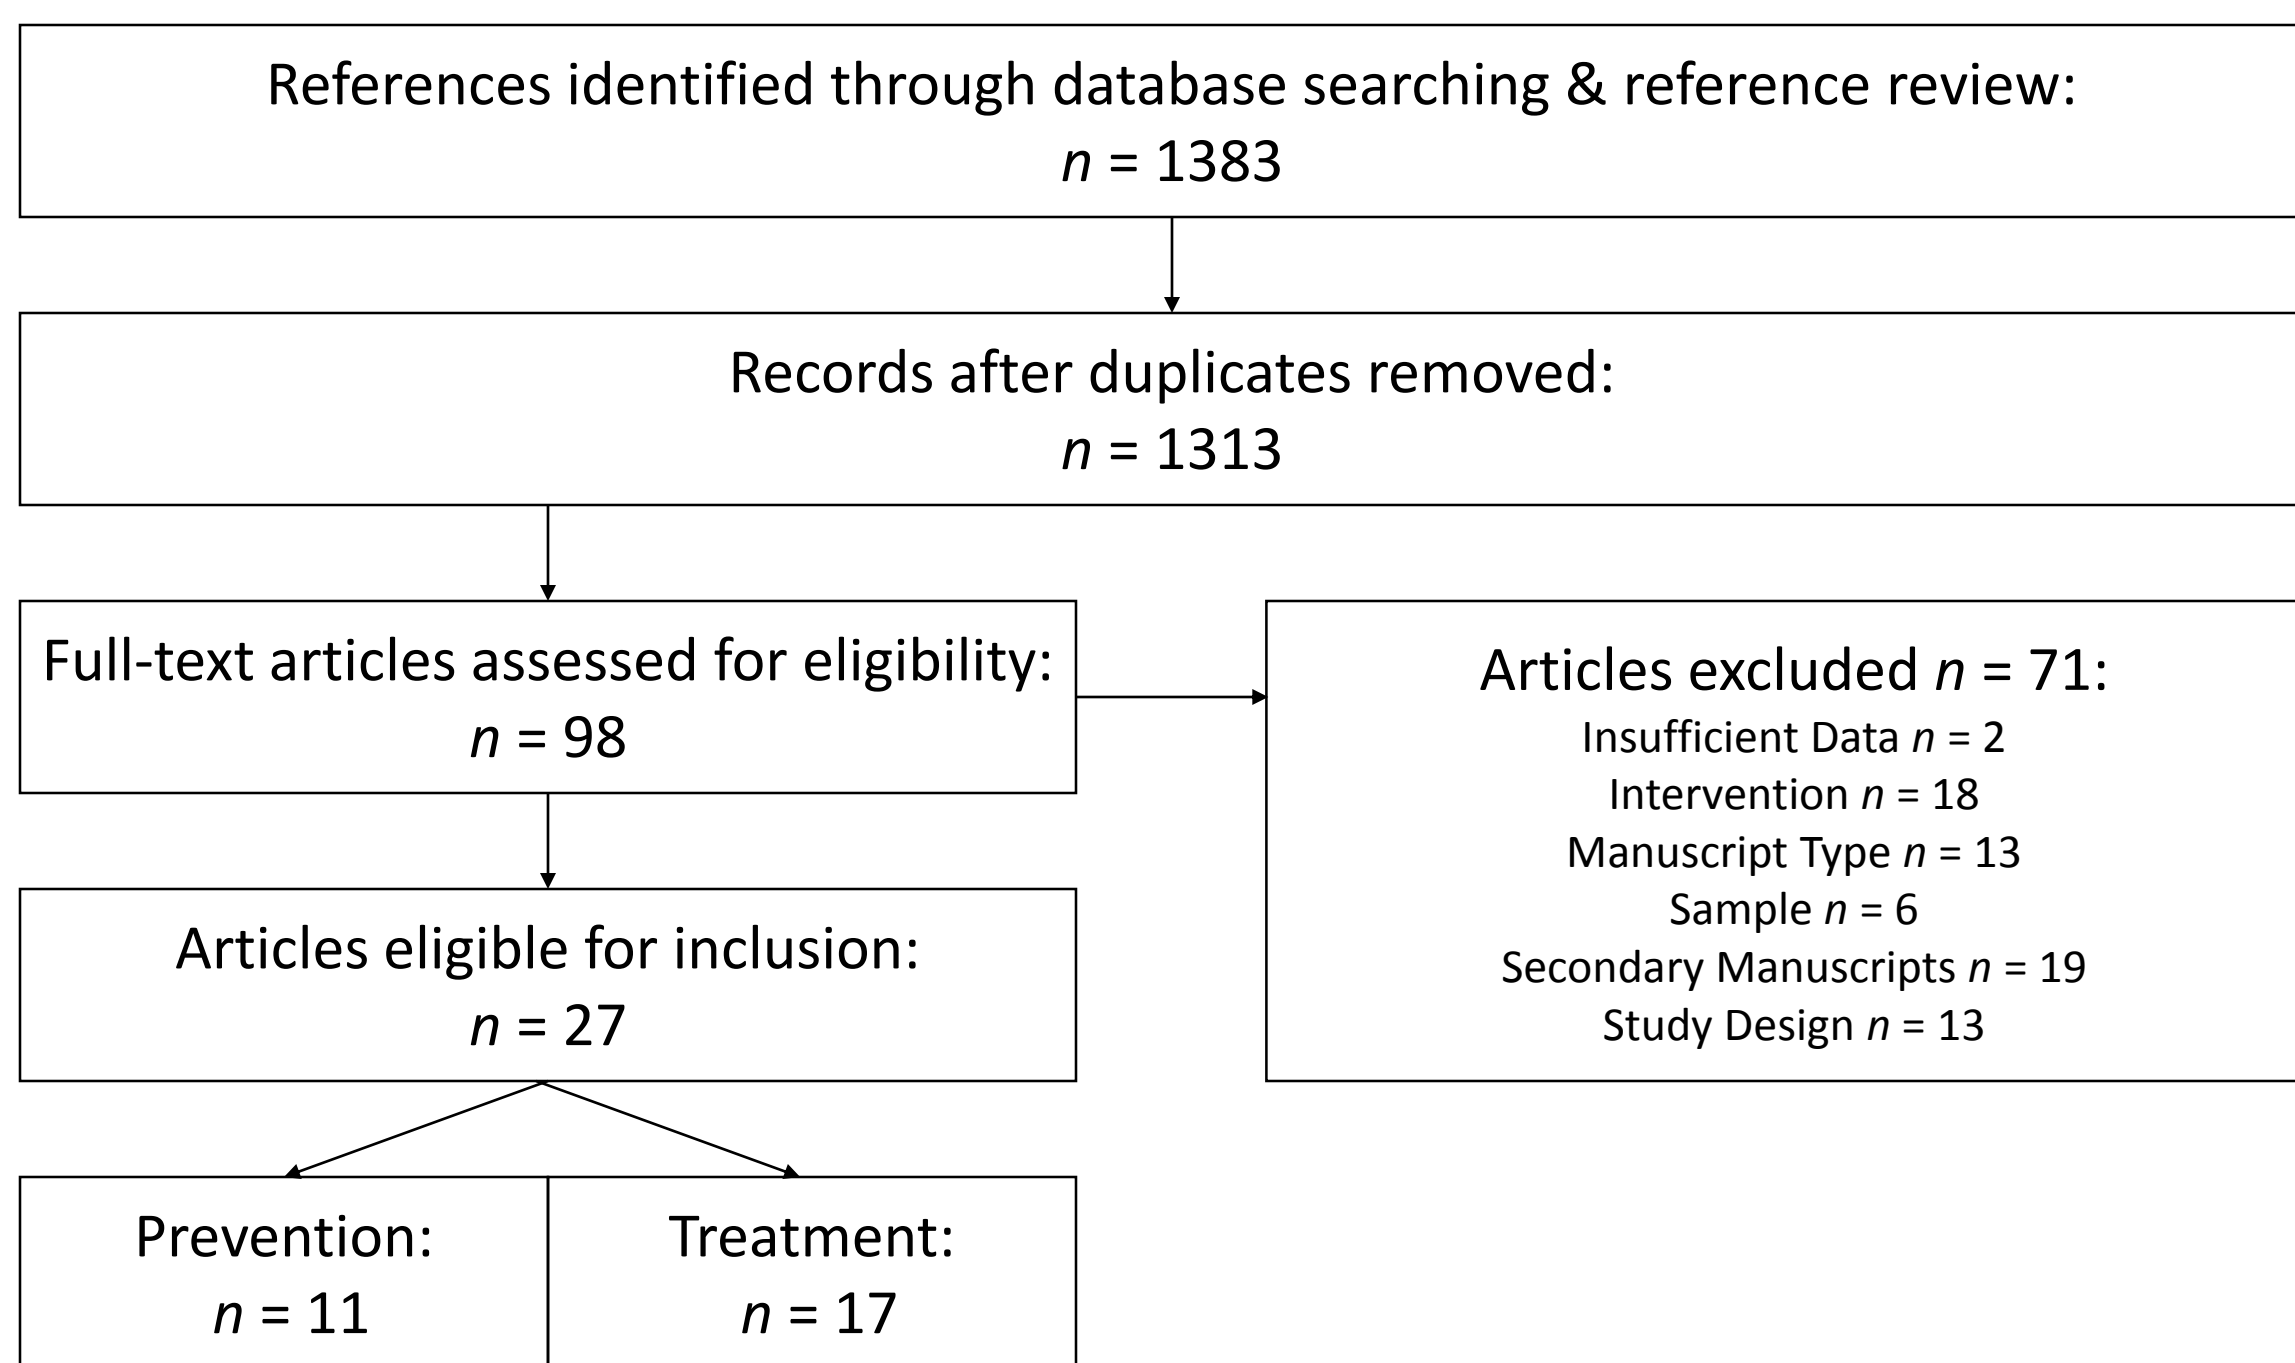 References identified through database searching & reference review:
n = 1383
Records after duplicates removed:
n = 1313
Full-text articles assessed for eligibility:
n = 98
Articles excluded n = 71:
Insufficient Data n = 2
Intervention n = 18
Manuscript Type n = 13
Sample n = 6
Secondary Manuscripts n = 19
Study Design n = 13
Articles eligible for inclusion:
n = 27
Prevention:
n = 11
Treatment:
n = 17